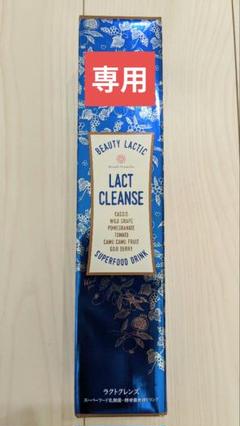 専用
BEAUTY LACTIC
LACT
CLEANSE
CASSIS
WILD GRAPE
POMEGRANATE
TOMATO
CAMU CAMU FRUIT
GOJI BERRY
SUPERFOOD DRINK
ラクトクレンズ